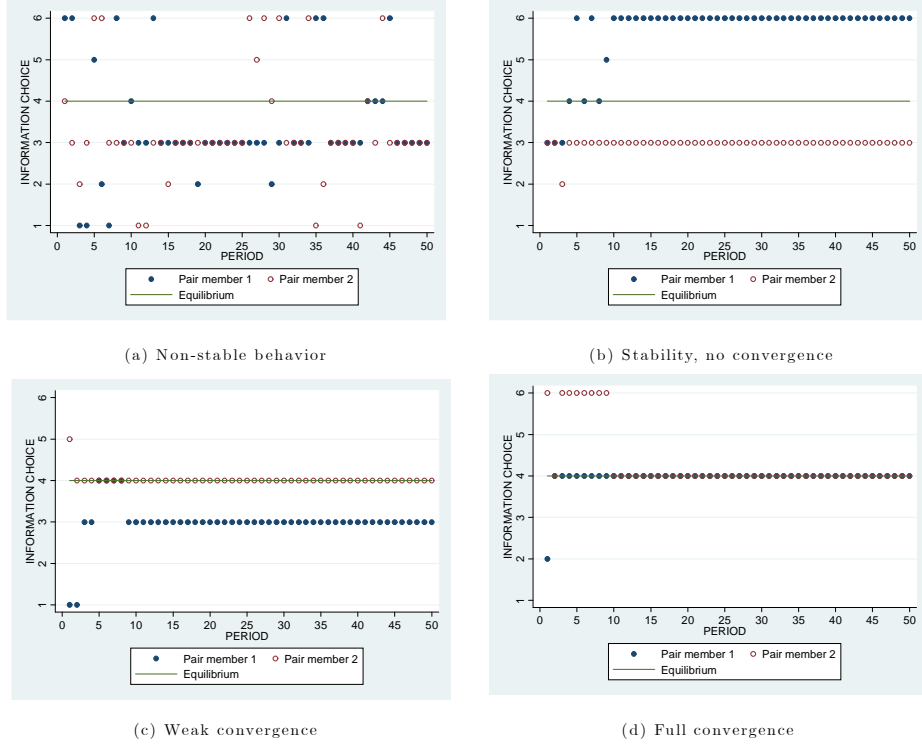 INFORMATION CHOICE
6
5
4
3
2
1
0 5 10 15 20 25 30 35 40 45 50
PERIOD
Pair member 1 Pair member 2
Equilibrium
(a) Non-stable behavior
INFORMATION CHOICE
6
5
4
3
2
1
0 5 10 15 20 25 30 35 40 45 50
PERIOD
Pair member 1 Pair member 2
Equilibrium
(b) Stability, no convergence
INFORMATION CHOICE
6
5
4
3
2
1
0 5 10 15 20 25 30 35 40 45 50
PERIOD
Pair member 1 Pair member 2
Equilibrium
(c) Weak convergence
INFORMATION CHOICE
6
5
4
3
2
1
0 5 10 15 20 25 30 35 40 45 50
PERIOD
Pair member 1 Pair member 2
Equilibrium
(d) Full convergence